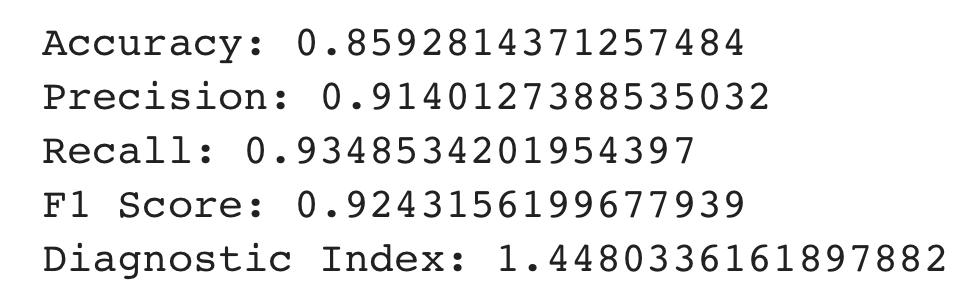 Accuracy: 0.8592814371257484
Precision: 0.9140127388535032
Recall: 0.9348534201954397
F1 Score: 0.9243156199677939
Diagnostic Index: 1.4480336161897882